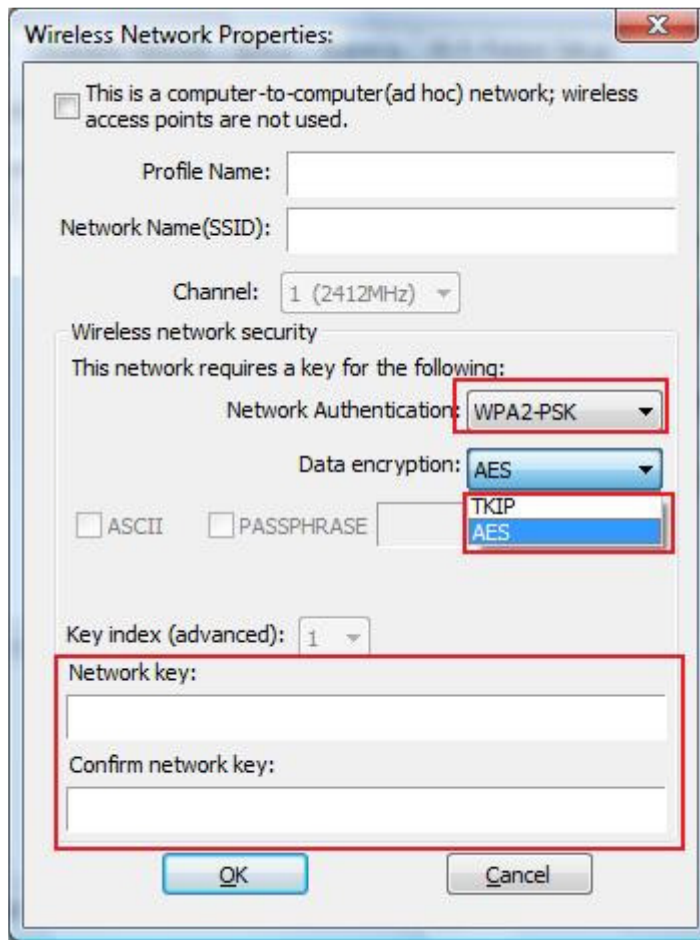 Wireless Network Properties:
This is a computer-to-computer(ad hoc) network; wireless
access points are not used.
Profile Name:
Network Name(SSID):
Channel: 1 (2412MHz)
Wireless network security
This network requires a key for the following:
Network Authentication: WPA2-PSK
Data encryption: AES
TKIP
ASCII PASSPHRASE AES
Key index (advanced): 1
Network key:
Confirm network key:
OK Cancel